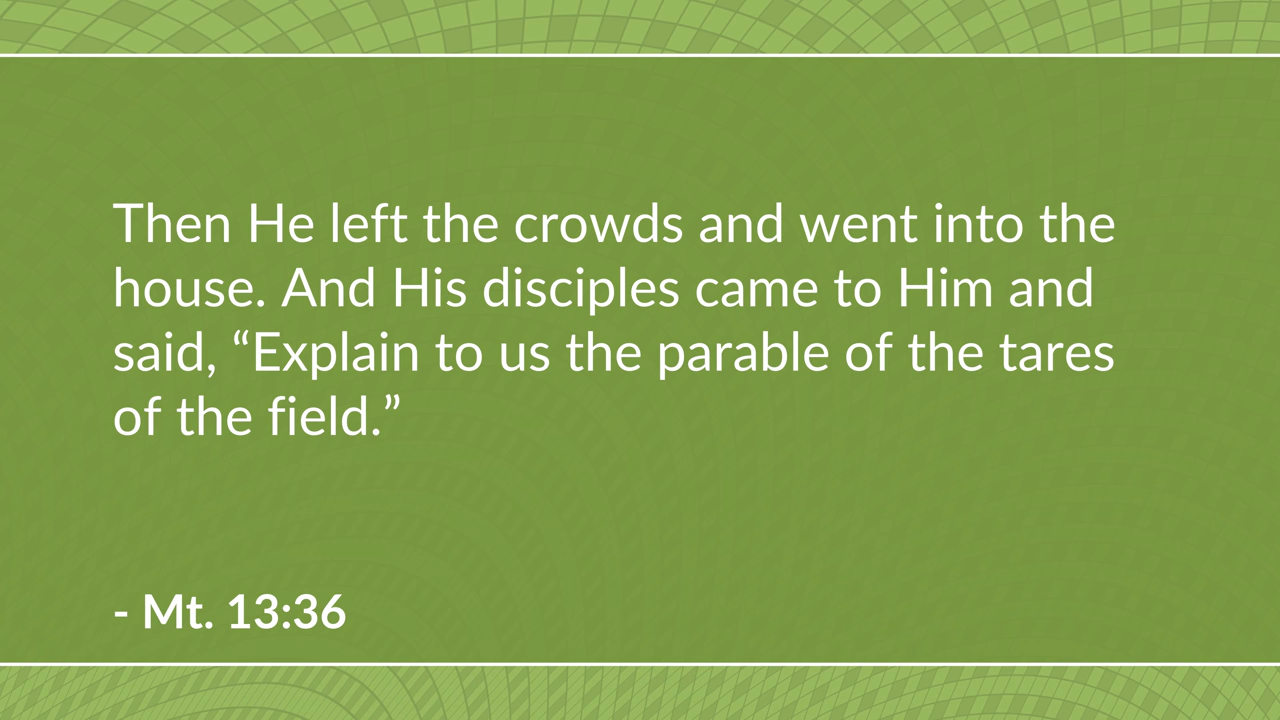 Then He left the crowds and went into the
house. And His disciples came to Him and
said, “Explain to us the parable of the tares
of the field.”
- Mt. 13:36